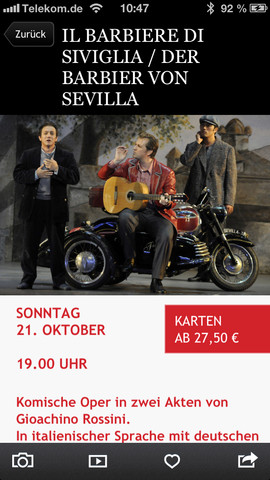 Telekom.de 10:47 92 %
Zurück
IL BARBIERE DI
SIVIGLIA / DER
BARBIER VON
SEVILLA
SONNTAG
21. OKTOBER
19.00 UHR
KARTEN
AB 27,50 €
Komische Oper in zwei Akten von
Gioachino Rossini.
In italienischer Sprache mit deutschen